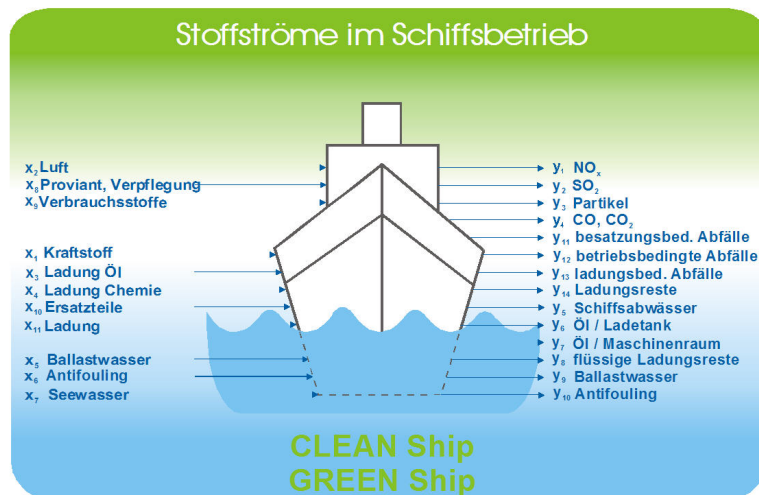 Stoffströme im Schiffsbetrieb
x₂ Luft
x₈ Proviant, Verpflegung
x₉ Verbrauchsstoffe
x₁ Kraftstoff
x₃ Ladung Öl
x₄ Ladung Chemie
x₁₀ Ersatzteile
x₁₁ Ladung
x₅ Ballastwasser
x₆ Antifouling
x₇ Seewasser
y₁ NOₓ
y₂ SO₂
y₃ Partikel
y₄ CO, CO₂
y₁₁ besatzungsbed. Abfälle
y₁₂ betriebsbedingte Abfälle
y₁₃ ladungsbed. Abfälle
y₁₄ Ladungsreste
y₅ Schiffsabwässer
y₆ Öl / Ladetank
y₇ Öl / Maschinenraum
y₈ flüssige Ladungsreste
y₉ Ballastwasser
y₁₀ Antifouling
CLEAN Ship
GREEN Ship